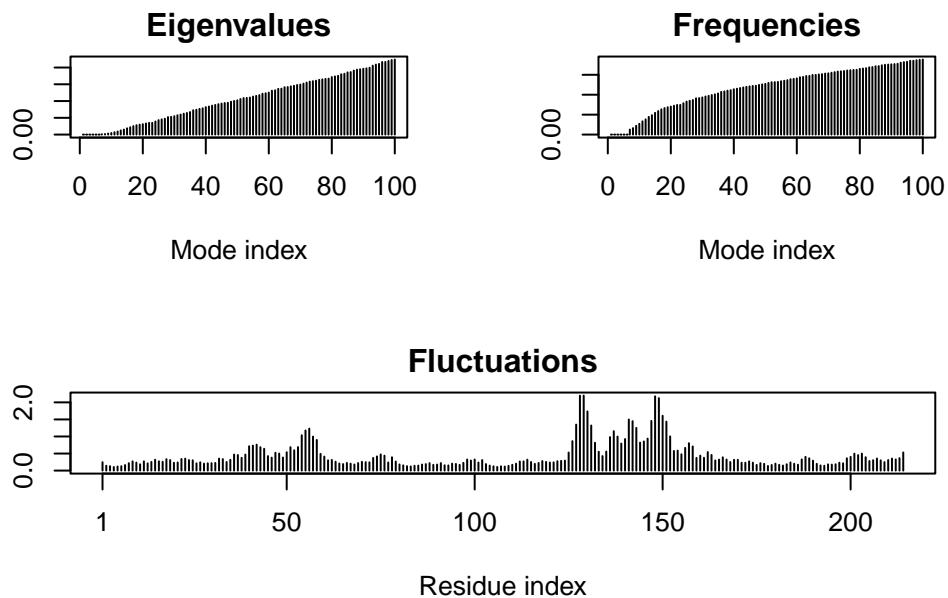 Eigenvalues
0.00
0 20 40 60 80 100
Mode index
Frequencies
0.00
0 20 40 60 80 100
Mode index
Fluctuations
2.0
0.0
1 50 100 150 200
Residue index